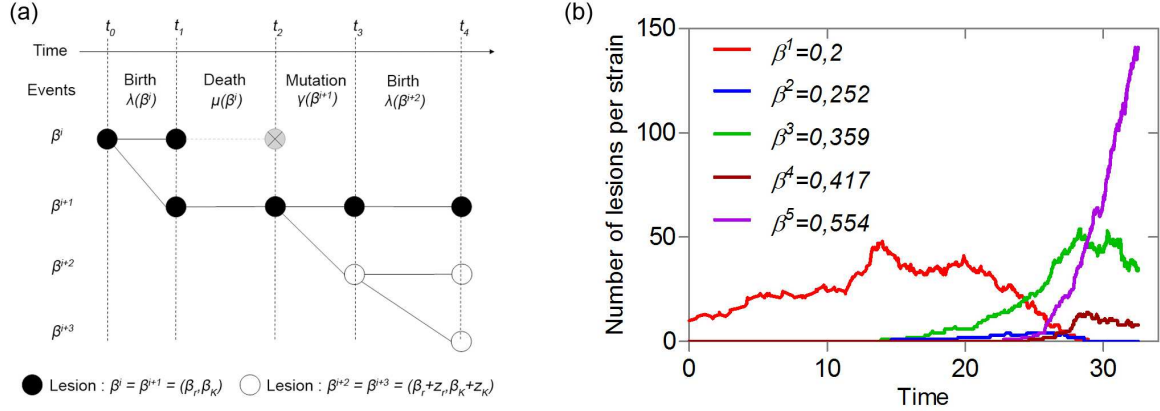 (a)
t0 t1 t2 t3 t4
Time
Events
Birth Death Mutation Birth
λ(βⁱ) μ(βⁱ) γ(βⁱ⁺¹) λ(βⁱ⁺²)
βⁱ
βⁱ⁺¹
βⁱ⁺²
βⁱ⁺³
Lesion : βⁱ = βⁱ⁺¹ = (βr,βK) Lesion : βⁱ⁺² = βⁱ⁺³ = (βr+zr,βK+zK)
(b)
Number of lesions per strain
150
100
50
0
β¹=0,2
β²=0,252
β³=0,359
β⁴=0,417
β⁵=0,554
0 10 20 30
Time